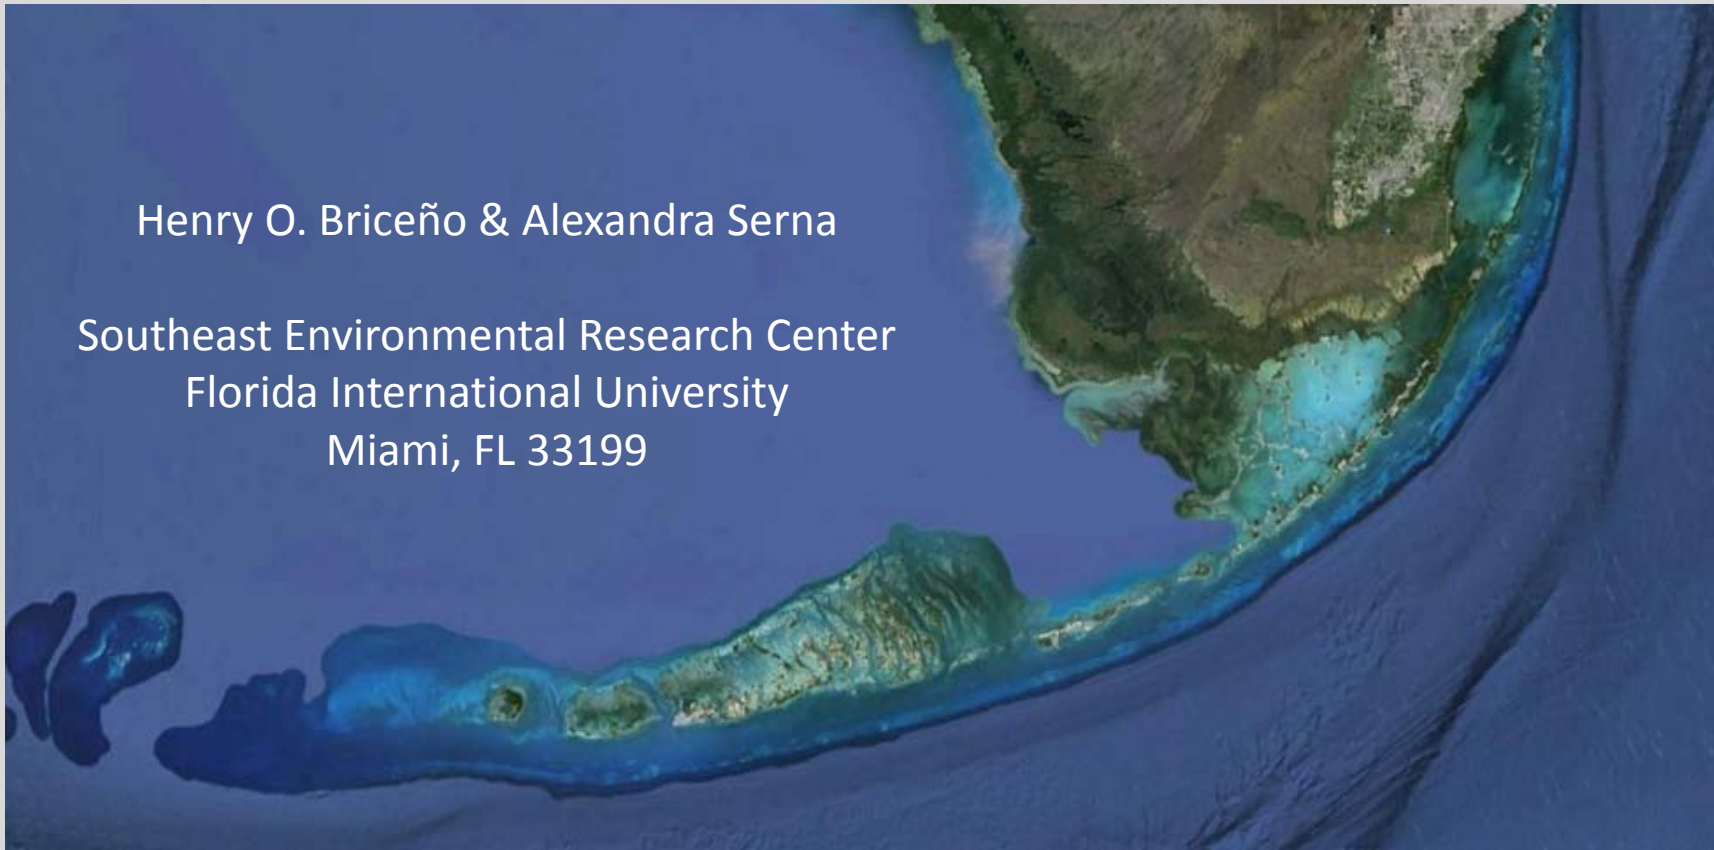 Henry O. Briceño & Alexandra Serna
Southeast Environmental Research Center
Florida International University
Miami, FL 33199